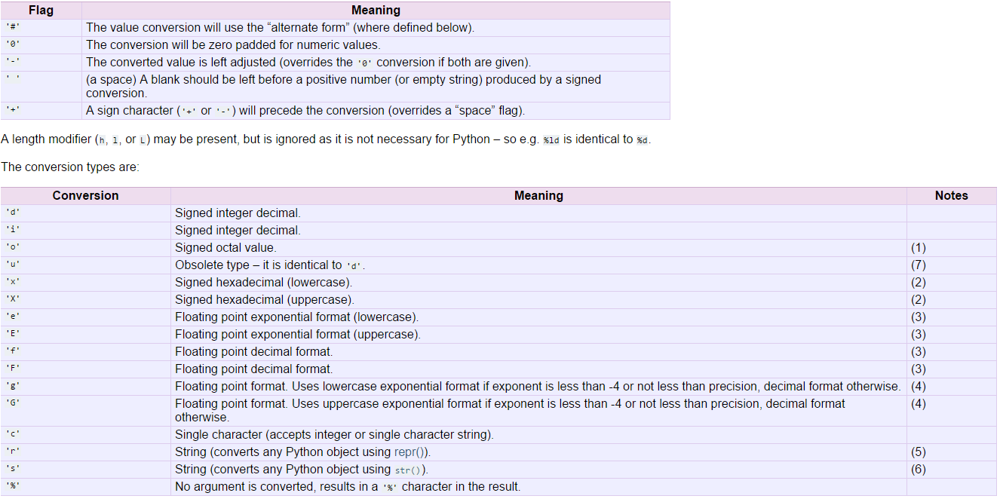 Flag Meaning
'#' The value conversion will use the “alternate form” (where defined below).
'0' The conversion will be zero padded for numeric values.
'-' The converted value is left adjusted (overrides the '0' conversion if both are given).
' ' (a space) A blank should be left before a positive number (or empty string) produced by a signed
conversion.
'+' A sign character ('+' or '-') will precede the conversion (overrides a “space” flag).
A length modifier (h, l, or L) may be present, but is ignored as it is not necessary for Python – so e.g. %ld is identical to %d.
The conversion types are:
Conversion Meaning Notes
'd' Signed integer decimal.
'i' Signed integer decimal.
'o' Signed octal value. (1)
'u' Obsolete type – it is identical to 'd'. (7)
'x' Signed hexadecimal (lowercase). (2)
'X' Signed hexadecimal (uppercase). (2)
'e' Floating point exponential format (lowercase). (3)
'E' Floating point exponential format (uppercase). (3)
'f' Floating point decimal format. (3)
'F' Floating point decimal format. (3)
'g' Floating point format. Uses lowercase exponential format if exponent is less than -4 or not less than precision, decimal format otherwise. (4)
'G' Floating point format. Uses uppercase exponential format if exponent is less than -4 or not less than precision, decimal format (4)
otherwise.
'c' Single character (accepts integer or single character string).
'r' String (converts any Python object using repr()). (5)
's' String (converts any Python object using str()). (6)
'%' No argument is converted, results in a '%' character in the result.